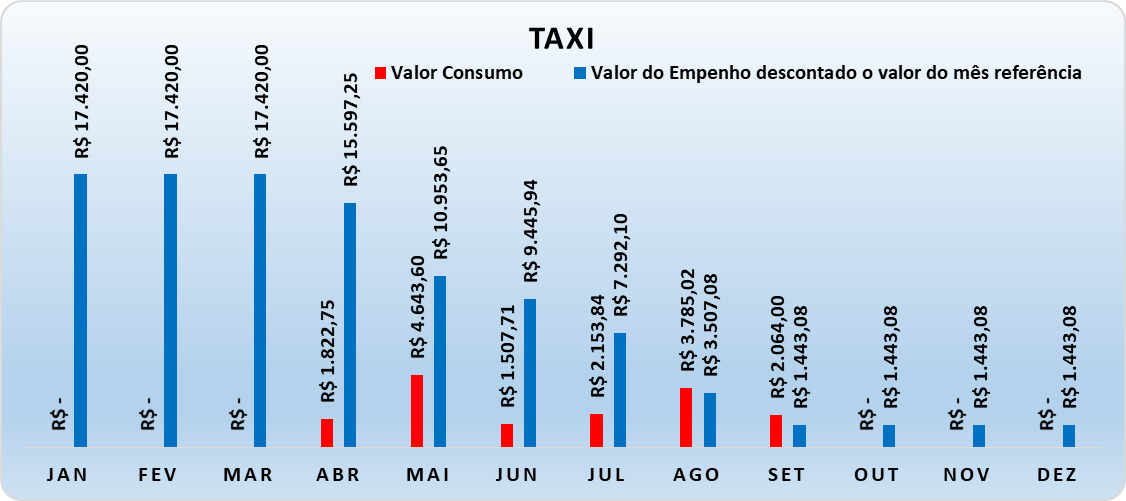 TAXI
Valor Consumo
Valor do Empenho descontado o valor do mês referência
R$ -
R$ 17.420,00
R$ -
R$ 17.420,00
R$ -
R$ 17.420,00
R$ 1.822,75
R$ 15.597,25
R$ 4.643,60
R$ 10.953,65
R$ 1.507,71
R$ 9.445,94
R$ 2.153,84
R$ 7.292,10
R$ 3.785,02
R$ 3.507,08
R$ 2.064,00
R$ 1.443,08
R$ -
R$ 1.443,08
R$ -
R$ 1.443,08
R$ -
R$ 1.443,08
JAN FEV MAR ABR MAI JUN JUL AGO SET OUT NOV DEZ